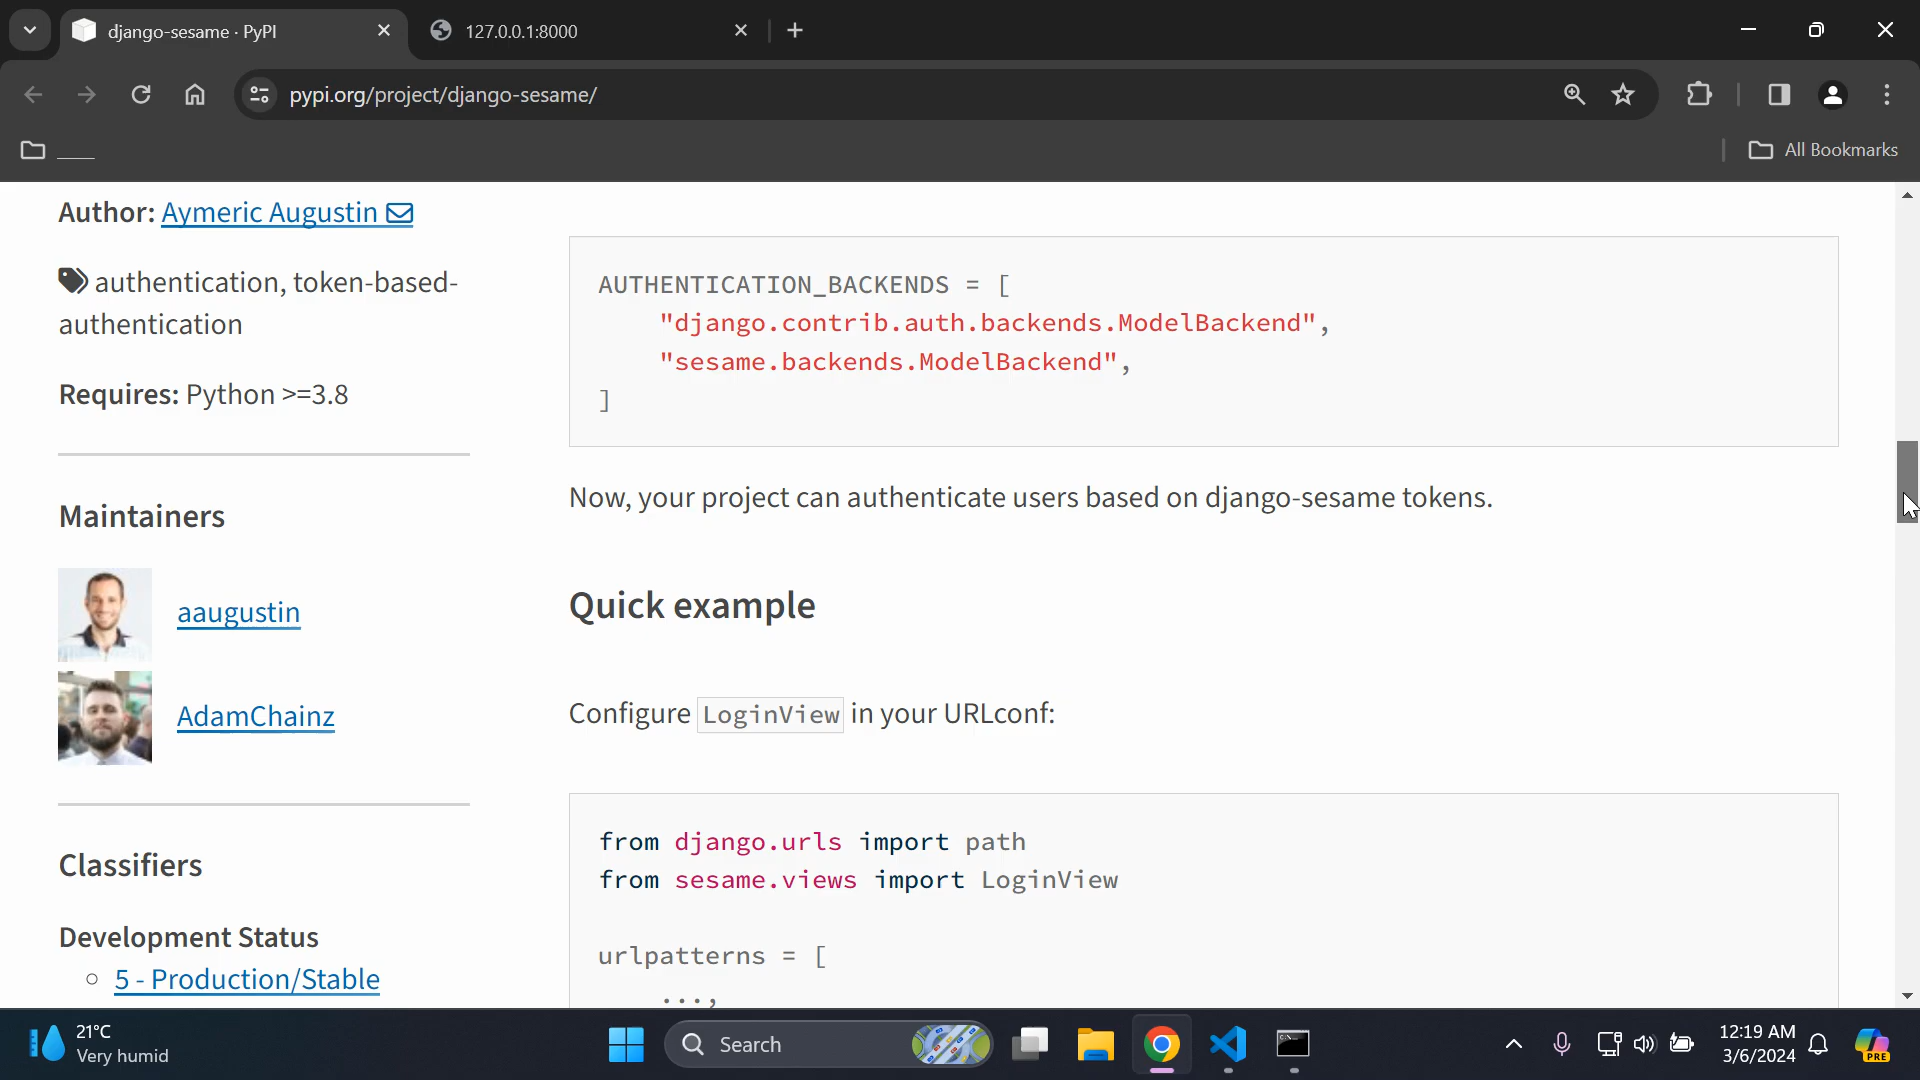 django-sesame · PyPI
127.0.0.1:8000
pypi.org/project/django-sesame/
____
All Bookmarks
Author: Aymeric Augustin
authentication, token-based-
authentication
Requires: Python >=3.8
Maintainers
aaugustin
AdamChainz
Classifiers
Development Status
5 - Production/Stable
AUTHENTICATION_BACKENDS = [
"django.contrib.auth.backends.ModelBackend",
"sesame.backends.ModelBackend",
]
Now, your project can authenticate users based on django-sesame tokens.
Quick example
Configure LoginView in your URLconf:
from django.urls import path
from sesame.views import LoginView
urlpatterns = [
...,
21°C
Very humid
Search
12:19 AM
3/6/2024
PRE